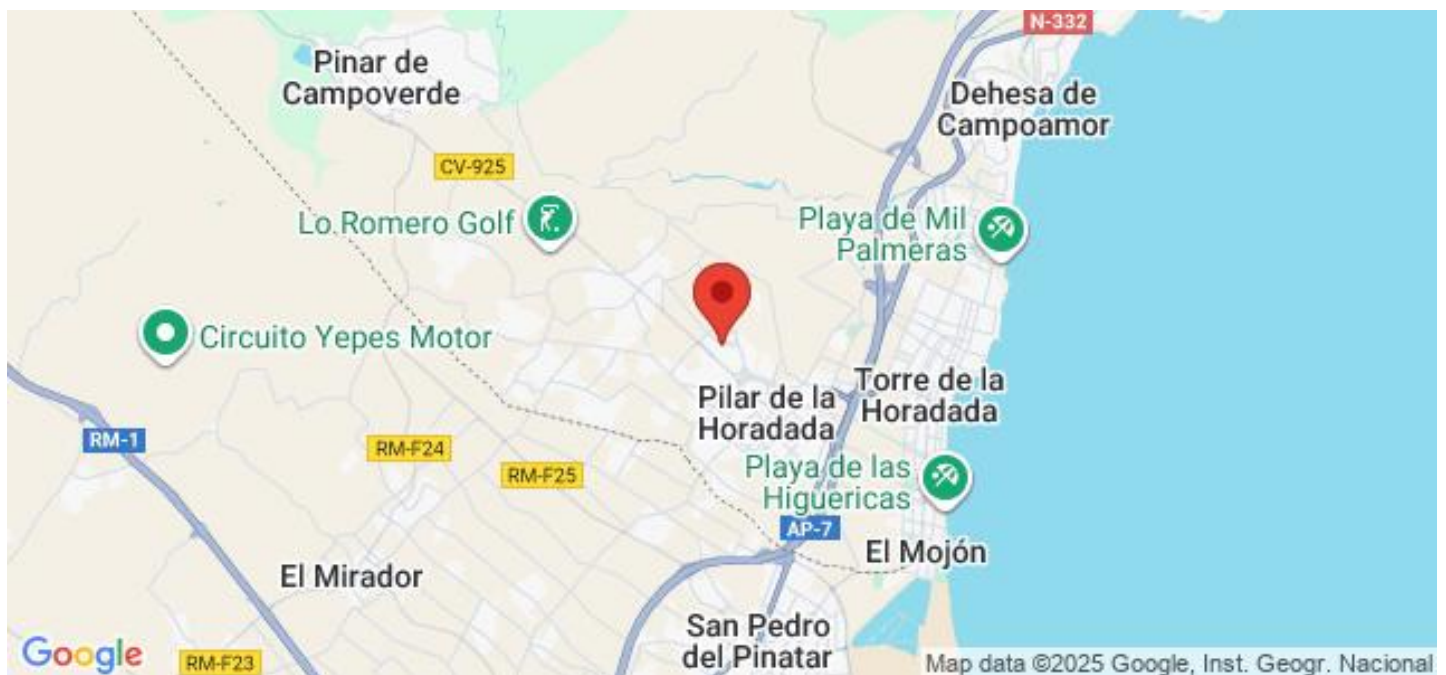 N-332
Pinar de
Campoverde
Dehesa de
Campoamor
CV-925
Lo Romero Golf
Playa de Mil
Palmeras
Circuito Yepes Motor
Pilar de la
Horadada
Torre de la
Horadada
RM-1
RM-F24
RM-F25
Playa de las
Higuericas
AP-7
El Mojón
El Mirador
San Pedro
del Pinatar
Google
RM-F23
Map data ©2025 Google, Inst. Geogr. Nacional